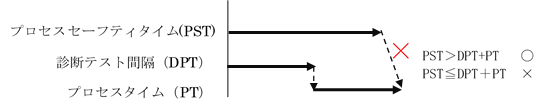 プロセスセーフティタイム(PST)
診断テスト間隔（DPT）
プロセスタイム（PT）
PST＞DPT+PT ○
PST≦DPT＋PT ×